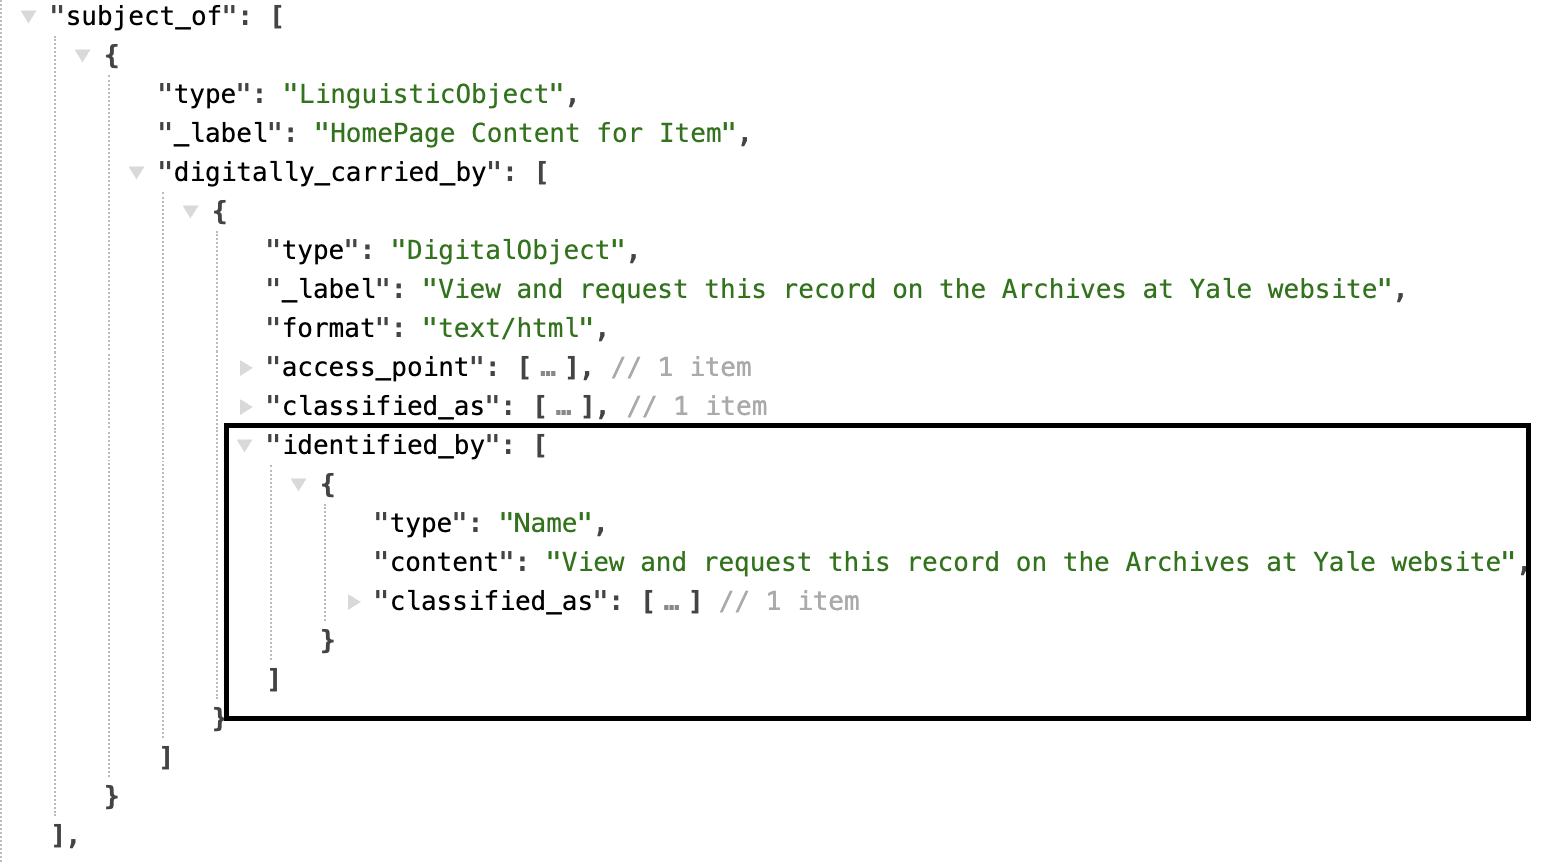 "subject_of": [
{
"type": "LinguisticObject",
"_label": "HomePage Content for Item",
"digitally_carried_by": [
{
"type": "DigitalObject",
"_label": "View and request this record on the Archives at Yale website",
"format": "text/html",
"access_point": [ … ], // 1 item
"classified_as": [ … ], // 1 item
"identified_by": [
{
"type": "Name",
"content": "View and request this record on the Archives at Yale website",
"classified_as": [ … ] // 1 item
}
]
}
]
}
],